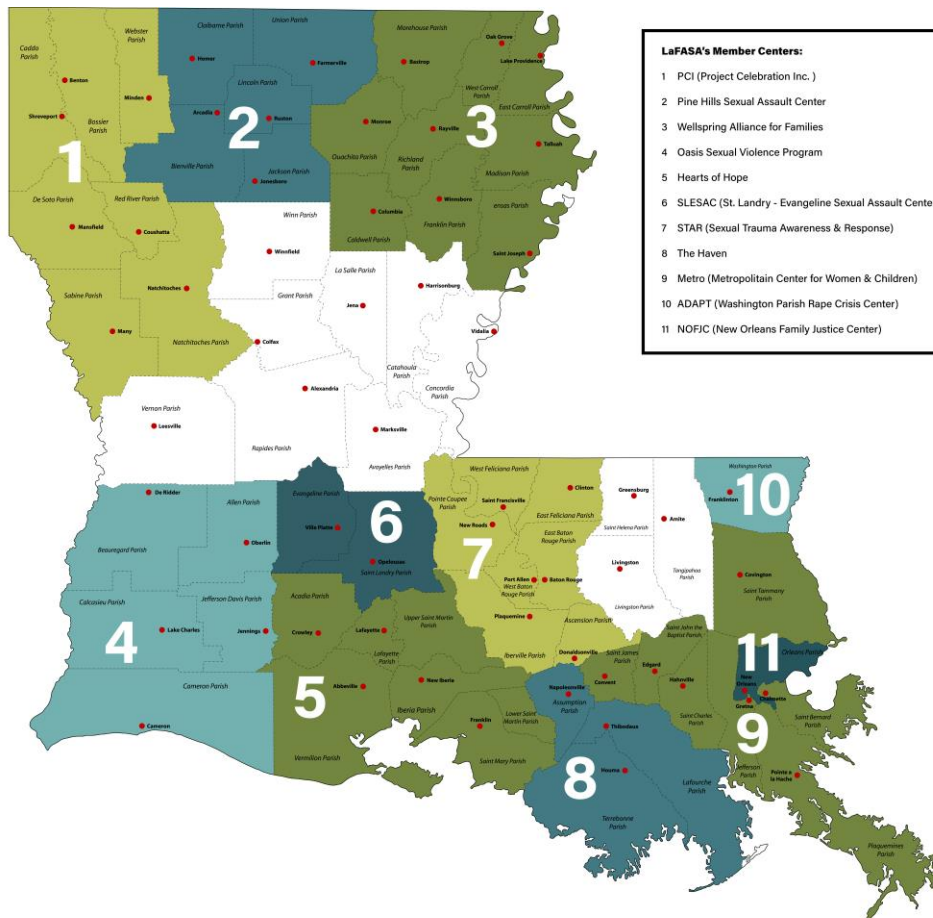 LaFASA's Member Centers:
1 PCI (Project Celebration Inc. )
2 Pine Hills Sexual Assault Center
3 Wellspring Alliance for Families
4 Oasis Sexual Violence Program
5 Hearts of Hope
6 SLESAC (St. Landry - Evangeline Sexual Assault Cente
7 STAR (Sexual Trauma Awareness & Response)
8 The Haven
9 Metro (Metropolitain Center for Women & Children)
10 ADAPT (Washington Parish Rape Crisis Center)
11 NOFJC (New Orleans Family Justice Center)
Caddo
Parish
Webster
Parish
Benton
Minden
Shreveport
Bossier
Parish
1
De Soto Parish
Red River Parish
Mansfield
Coushatta
Sabine Parish
Natchitoches
Many
Natchitoches Parish
Claiborne Parish
Union Parish
Homer
Farmerville
Lincoln Parish
Arcadia
Ruston
2
Bienville Parish
Jackson Parish
Jonesboro
Morehouse Parish
Oak Grove
Lake Providence
Bastrop
West Carroll
Parish
East Carroll Parish
Monroe
Rayville
3
Tallulah
Ouachita Parish
Richland
Parish
Madison Parish
Winnsboro
ensas Parish
Columbia
Franklin Parish
Caldwell Parish
Saint Joseph
Winn Parish
Winnfield
La Salle Parish
Harrisonburg
Grant Parish
Jena
Vidalia
Colfax
Catahoula
Parish
Concordia
Parish
Alexandria
Vernon Parish
Leesville
Marksville
Rapides Parish
Avoyelles Parish
De Ridder
Allen Parish
Oberlin
Beauregard Parish
Calcasieu Parish
Jefferson Davis Parish
4
Lake Charles
Jennings
Cameron Parish
Cameron
Evangeline Parish
6
Ville Platte
Opelousas
Saint Landry Parish
Acadia Parish
Upper Saint Martin Parish
Crowley
Lafayette
Lafayette
Parish
5
Abbeville
New Iberia
Iberia Parish
Lower Saint
Martin Parish
Franklin
Vermilion Parish
Saint Mary Parish
West Feliciana Parish
Clinton
Pointe Coupee
Parish
Saint Francisville
East Feliciana Parish
New Roads
East Baton
Rouge Parish
7
Port Allen
Baton Rouge
West Baton
Rouge Parish
Plaquemine
Ascension Parish
Iberville Parish
Donaldsonville
Greensburg
Amite
Saint Helena Parish
Livingston
Tangipahoa
Parish
Livingston Parish
Washington Parish
Franklinton
10
Covington
Saint Tammany
Parish
Saint John the
Baptist Parish
Saint James
Parish
Edgard
Convent
Hahnville
11
Orleans Parish
New
Orleans
Chalmette
Gretna
Saint Charles
Parish
9
Saint Bernard
Parish
Jefferson
Parish
Pointe a
la Hache
Plaquemines
Parish
Napoleonville
Assumption
Parish
Thibodaux
8
Houma
Lafourche
Parish
Terrebonne
Parish